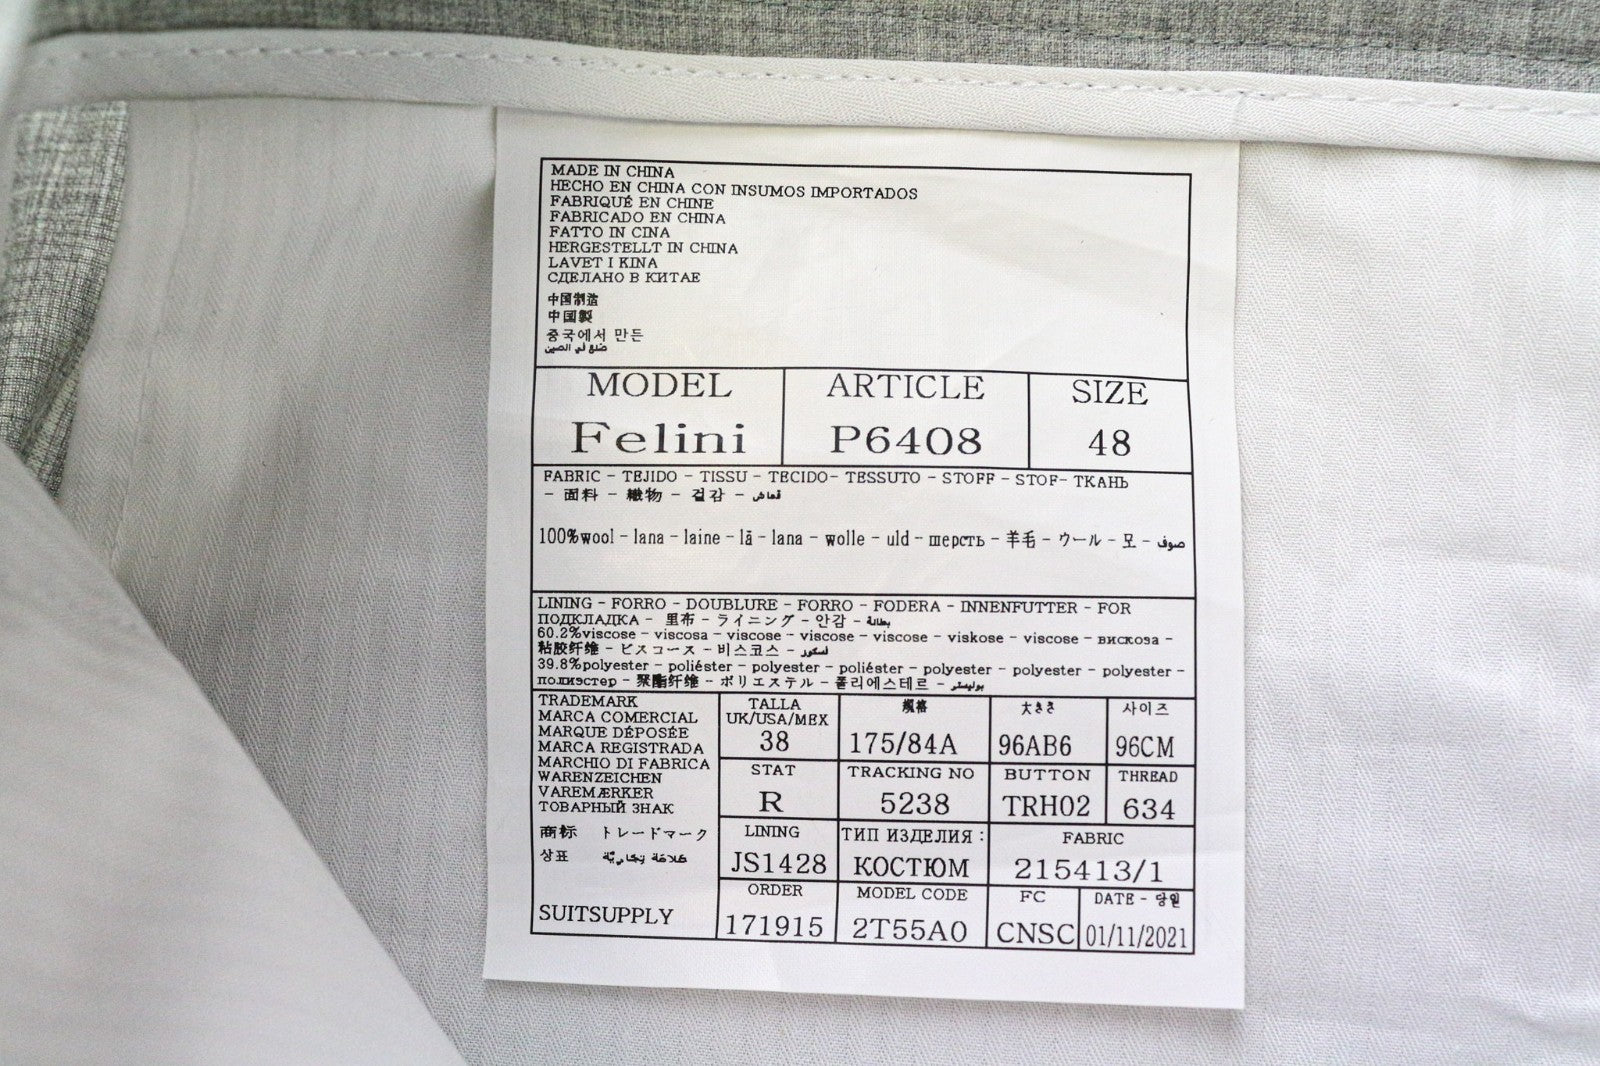 MADE IN CHINA
HECHO EN CHINA CON INSUMOS IMPORTADOS
FABRIQUÉ EN CHINE
FABRICADO EN CHINA
FATTO IN CINA
HERGESTELLT IN CHINA
LAVET I KINA
СДЕЛАНО В КИТАЕ
中国制造
中国製
중국에서 만든
صنع في الصين
MODEL ARTICLE SIZE
Felini P6408 48
FABRIC - TEJIDO - TISSU - TECIDO- TESSUTO - STOFF - STOF- ТКАНЬ
- 面料 - 織物 - 겉감 - قماش
100%wool - lana - laine - lã - lana - wolle - uld - шерсть - 羊毛 - ウール - 모 - صوف
LINING - FORRO - DOUBLURE - FORRO - FODERA - INNENFUTTER - FOR
ПОДКЛАДКА - 里布 - ライニング - 안감 - بطانة
60.2%viscose - viscosa - viscose - viscose - viscose - viskose - viscose - вискоза -
粘胶纤维 - ビスコース - 비스코스 -
39.8%polyester - poliéster - polyester - poliéster - polyester - polyester - polyester -
полиэстер - 聚酯纤维 - ポリエステル - 폴리에스테르 - بوليستر
TRADEMARK
MARCA COMERCIAL
MARQUE DÉPOSÉE
MARCA REGISTRADA
MARCHIO DI FABRICA
WARENZEICHEN
VAREMÆRKER
ТОВАРНЫЙ ЗНАК
商标 トレードマーク
상표 علامة تجارية
SUITSUPPLY
TALLA 規格 大きさ 사이즈
UK/USA/MEX
38 175/84A 96AB6 96CM
STAT TRACKING NO BUTTON THREAD
R 5238 TRH02 634
LINING ТИП ИЗДЕЛИЯ: FABRIC
JS1428 КОСТЮМ 215413/1
ORDER MODEL CODE FC DATE -
171915 2T55A0 CNSC 01/11/2021